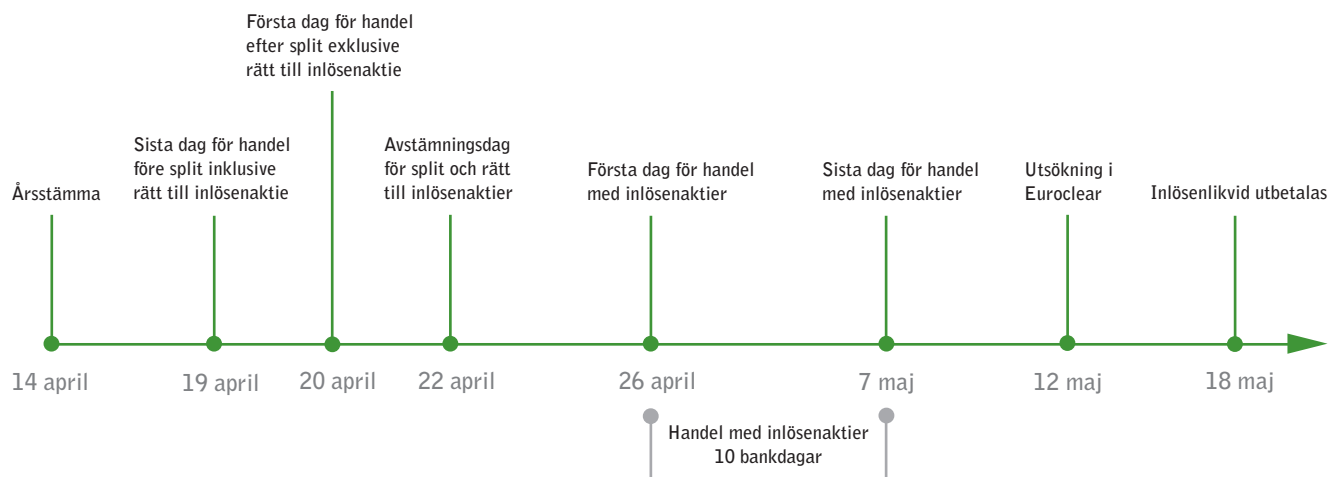 Första dag för handel
efter split exklusive
rätt till inlösenaktie
Årsstämma
Sista dag för handel
före split inklusive
rätt till inlösenaktie
Avstämningsdag
för split och rätt
till inlösenaktier
Första dag för handel
med inlösenaktier
Sista dag för handel
med inlösenaktier
Utsökning i
Euroclear
Inlösenlikvid utbetalas
14 april
19 april
20 april
22 april
26 april
7 maj
12 maj
18 maj
Handel med inlösenaktier
10 bankdagar